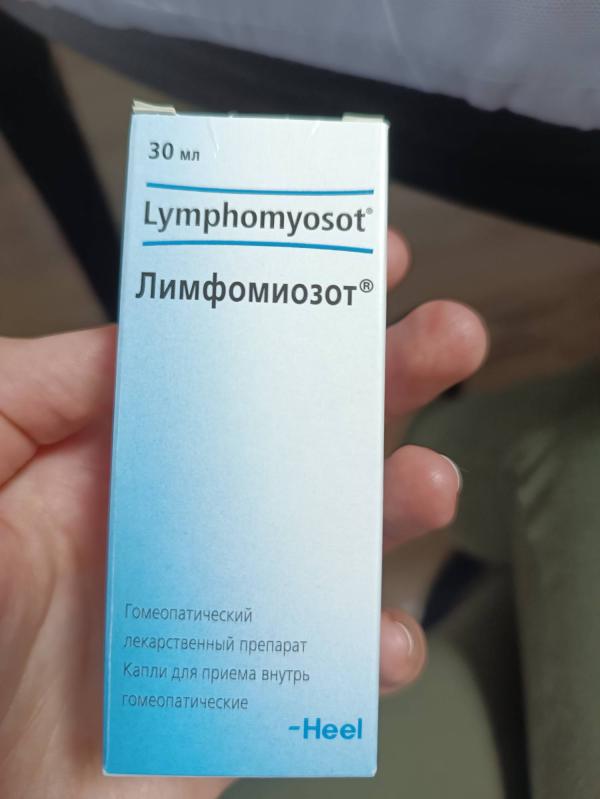 30 мл
Lymphomyosot®
Лимфомиозот®
Гомеопатический
лекарственный препарат
Капли для приема внутрь
гомеопатические
-Heel